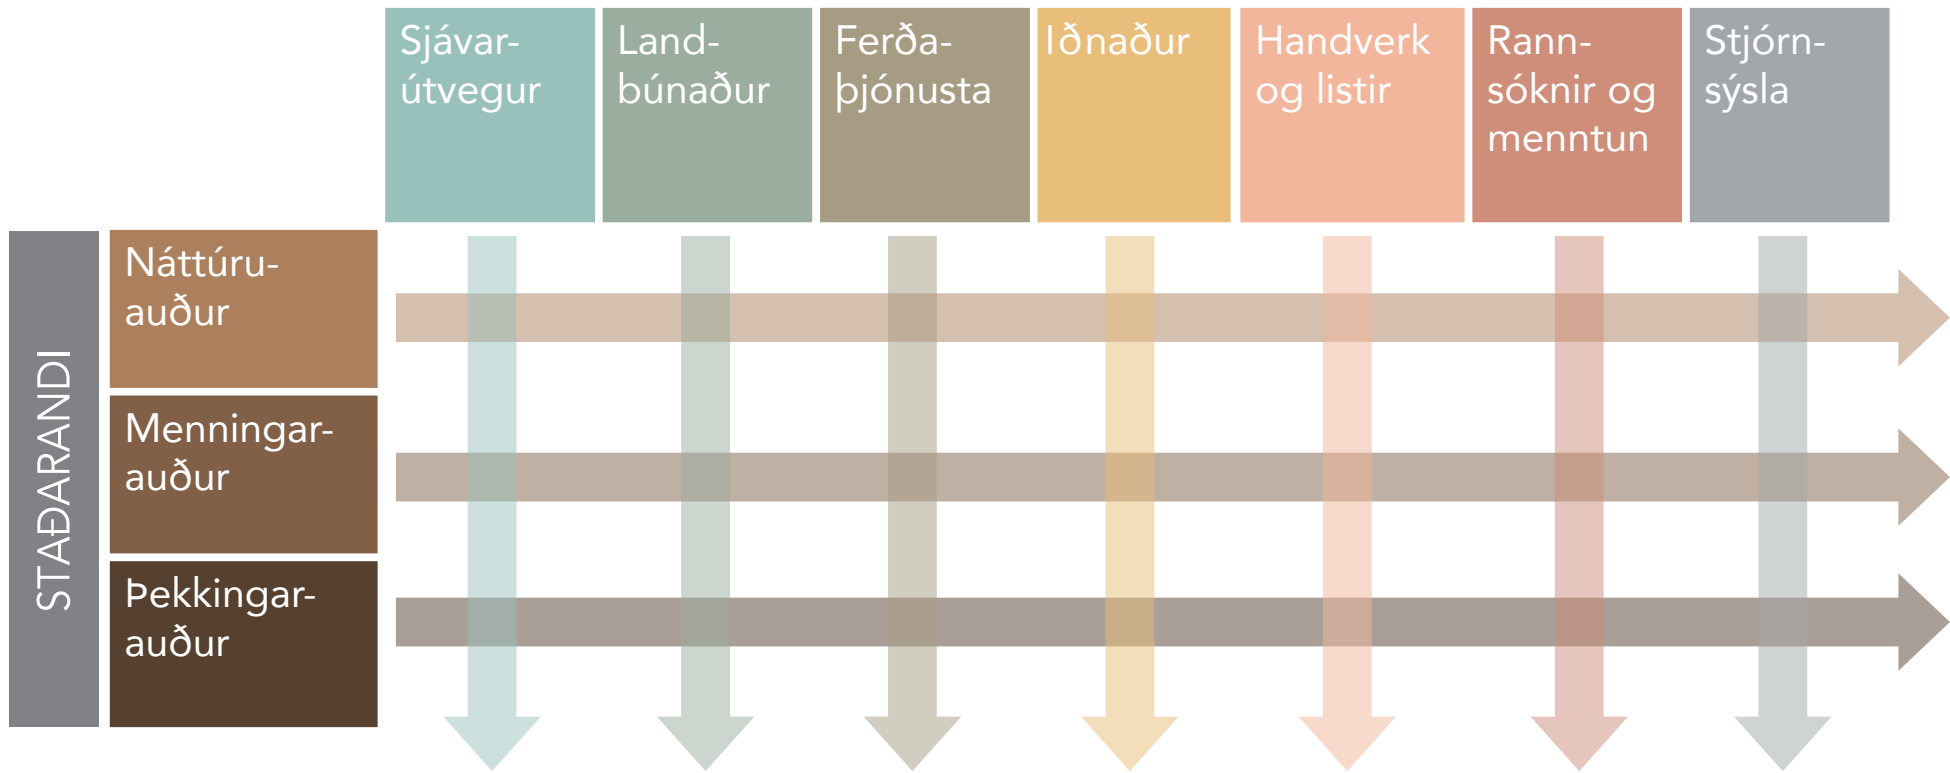 Sjávar-
útvegur
Land-
búnaður
Ferða-
þjónusta
Iðnaður
Handverk
og listir
Rann-
sóknir og
menntun
Stjórn-
sýsla
STAÐARANDI
Náttúru-
auður
Menningar-
auður
Þekkingar-
auður